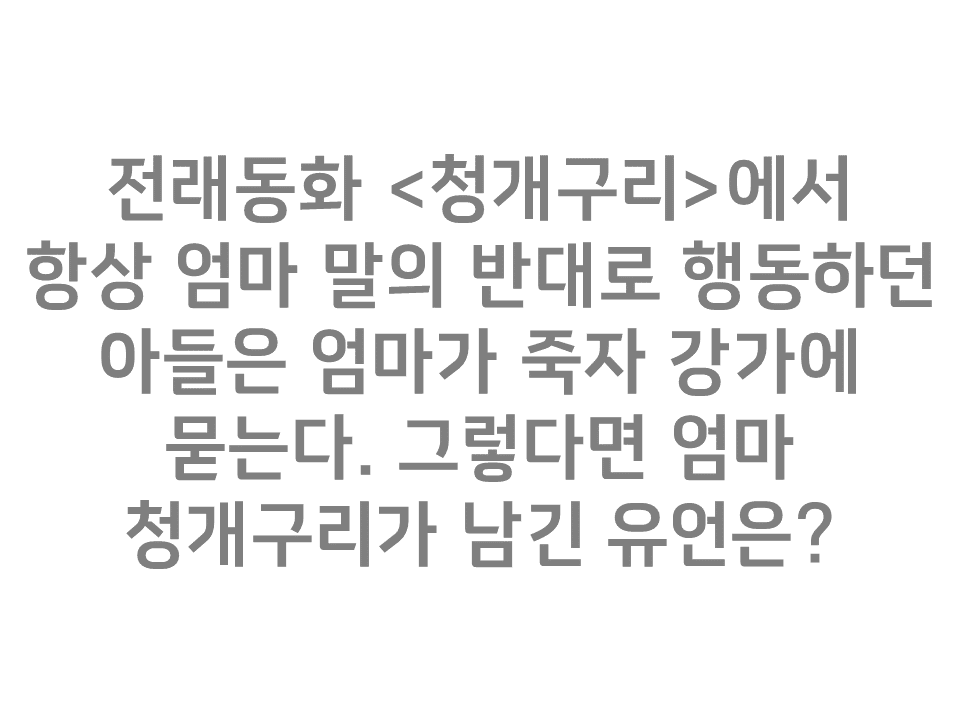 전래동화 <청개구리>에서
항상 엄마 말의 반대로 행동하던
아들은 엄마가 죽자 강가에
묻는다. 그렇다면 엄마
청개구리가 남긴 유언은?